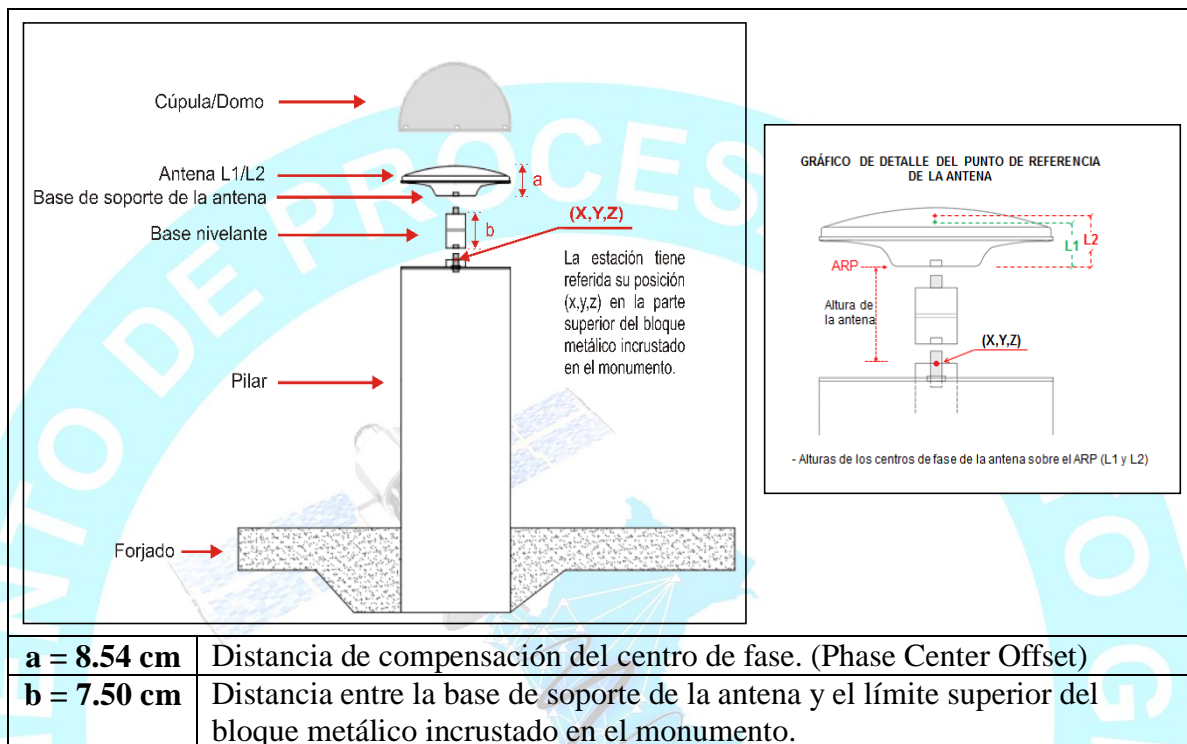 Cúpula/Domo
Antena L1/L2
Base de soporte de la antena
Base nivelante
a
b
(X,Y,Z)
La estación tiene
referida su posición
(x,y,z) en la parte
superior del bloque
metálico incrustado
en el monumento.
Pilar
Forjado
GRÁFICO DE DETALLE DEL PUNTO DE REFERENCIA
DE LA ANTENA
L1
L2
ARP
Altura de
la antena
(X,Y,Z)
- Alturas de los centros de fase de la antena sobre el ARP (L1 y L2)
a = 8.54 cm Distancia de compensación del centro de fase. (Phase Center Offset)
b = 7.50 cm Distancia entre la base de soporte de la antena y el límite superior del
bloque metálico incrustado en el monumento.